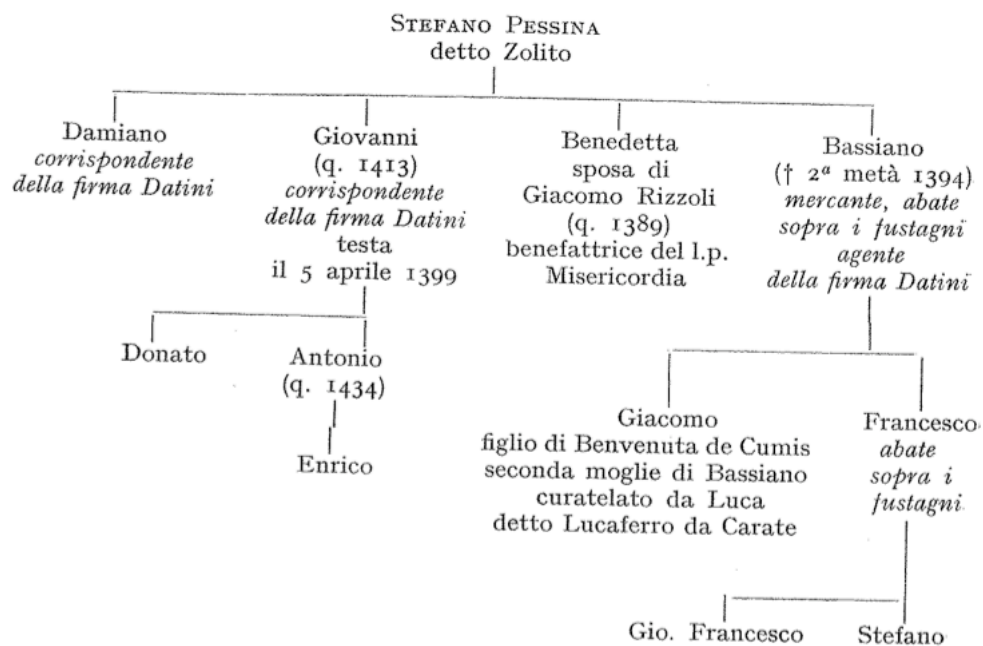 STEFANO PESSINA
detto Zolito
Damiano
corrispondente
della firma Datini
Giovanni
(q. 1413)
corrispondente
della firma Datini
testa
il 5 aprile 1399
Benedetta
sposa di
Giacomo Rizzoli
(q. 1389)
benefattrice del l.p.
Misericordia
Bassiano
(† 2ª metà 1394)
mercante, abate
sopra i fustagni
agente
della firma Datini
Donato
Antonio
(q. 1434)
Enrico
Giacomo
figlio di Benvenuta de Cumis
seconda moglie di Bassiano
curatelato da Luca
detto Lucaferro da Carate
Francesco
abate
sopra i
fustagni
Gio. Francesco
Stefano